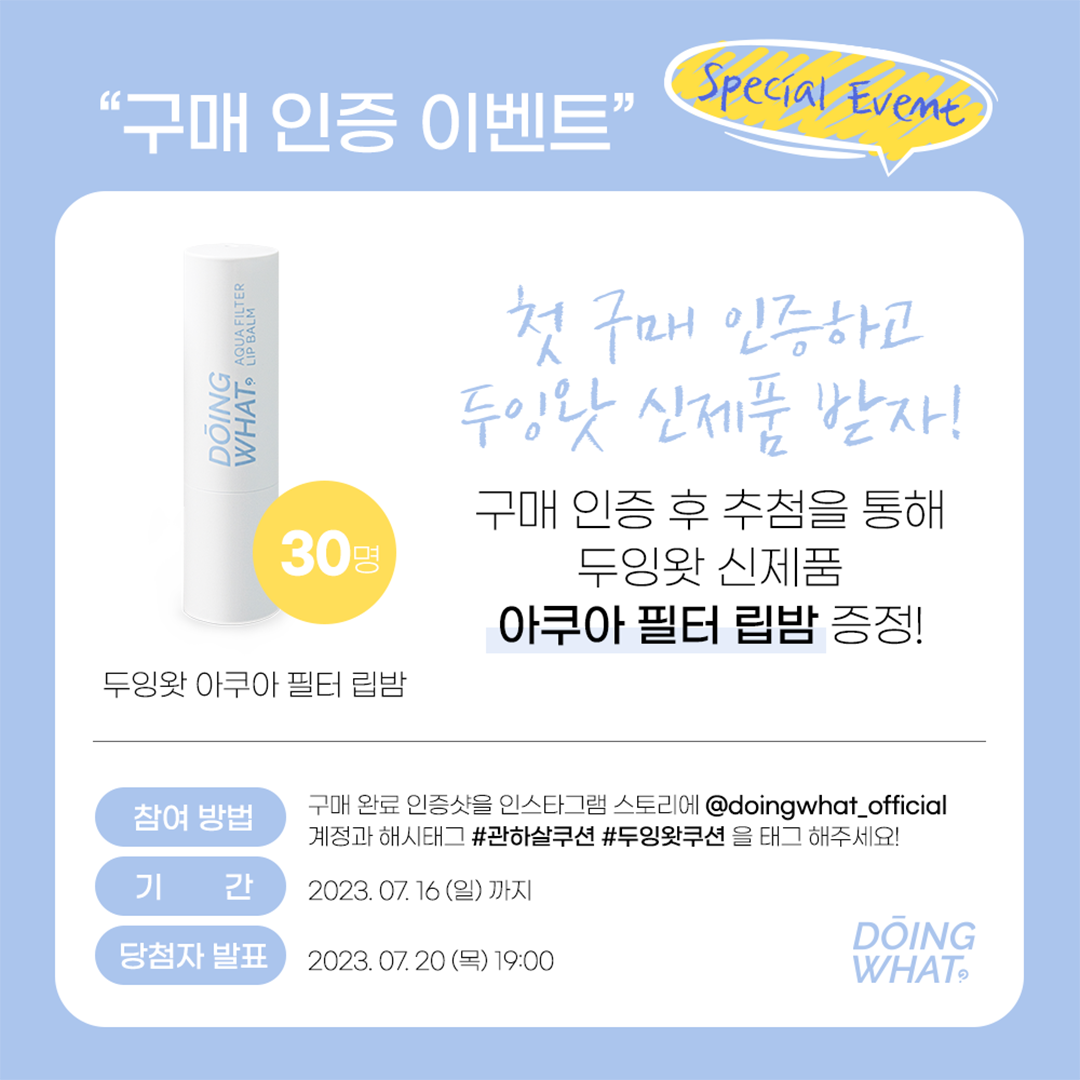 “구매 인증 이벤트”
Special Event
첫 구매 인증하고
두잉왓 신제품 받자!
AQUA FILTER
LIP BALM
DŌING
WHAT?
30명
구매 인증 후 추첨을 통해
두잉왓 신제품
아쿠아 필터 립밤 증정!
두잉왓 아쿠아 필터 립밤
참여 방법
구매 완료 인증샷을 인스타그램 스토리에 @doingwhat_official
계정과 해시태그 #관하살쿠션 #두잉왓쿠션 을 태그 해주세요!
기 간
2023. 07. 16 (일) 까지
당첨자 발표
2023. 07. 20 (목) 19:00
DŌING
WHAT?